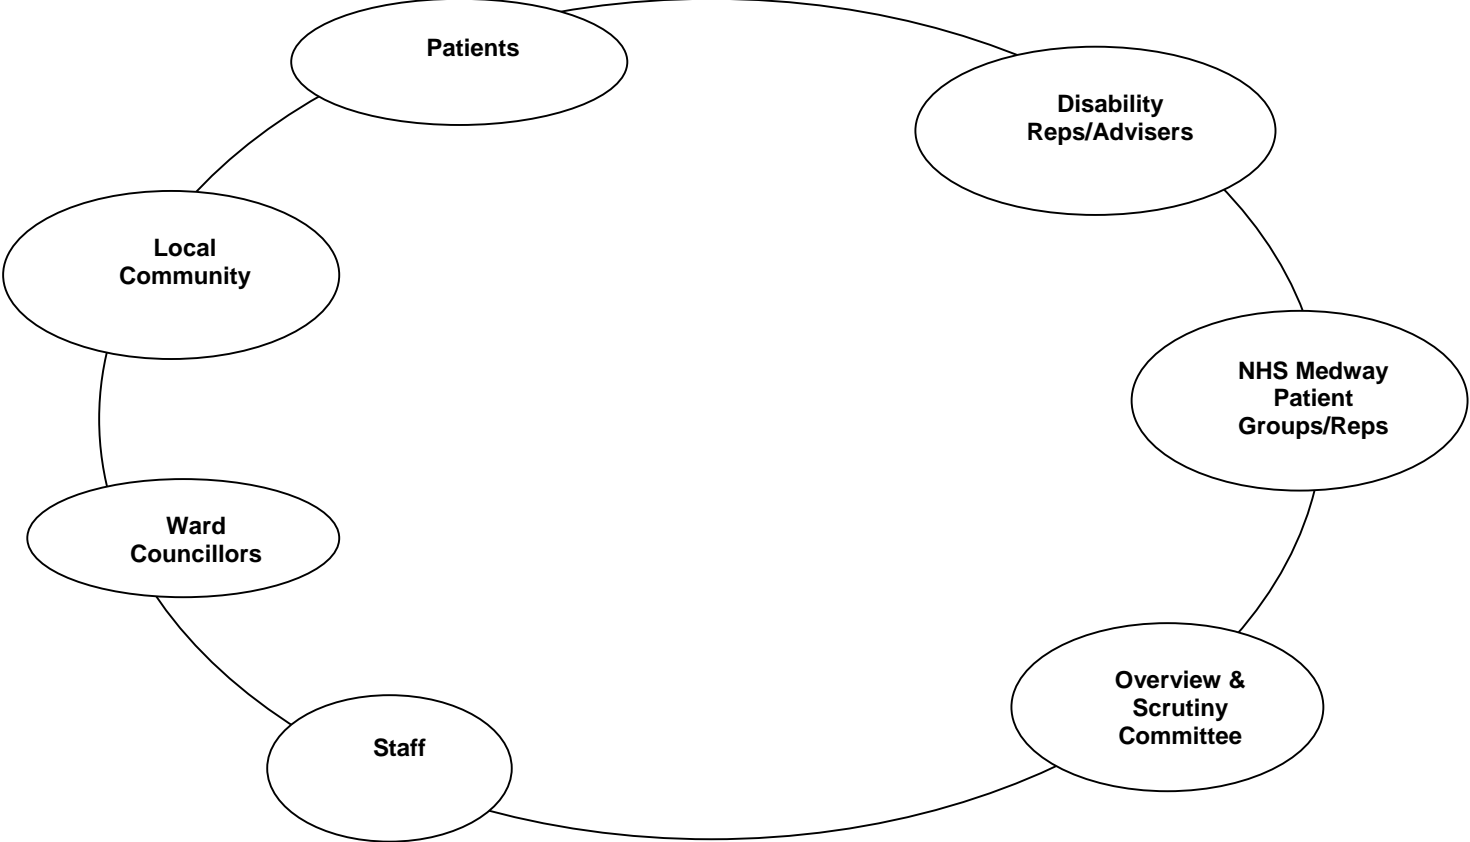 Patients
Disability
Reps/Advisers
Local
Community
NHS Medway
Patient
Groups/Reps
Ward
Councillors
Overview &
Scrutiny
Committee
Staff